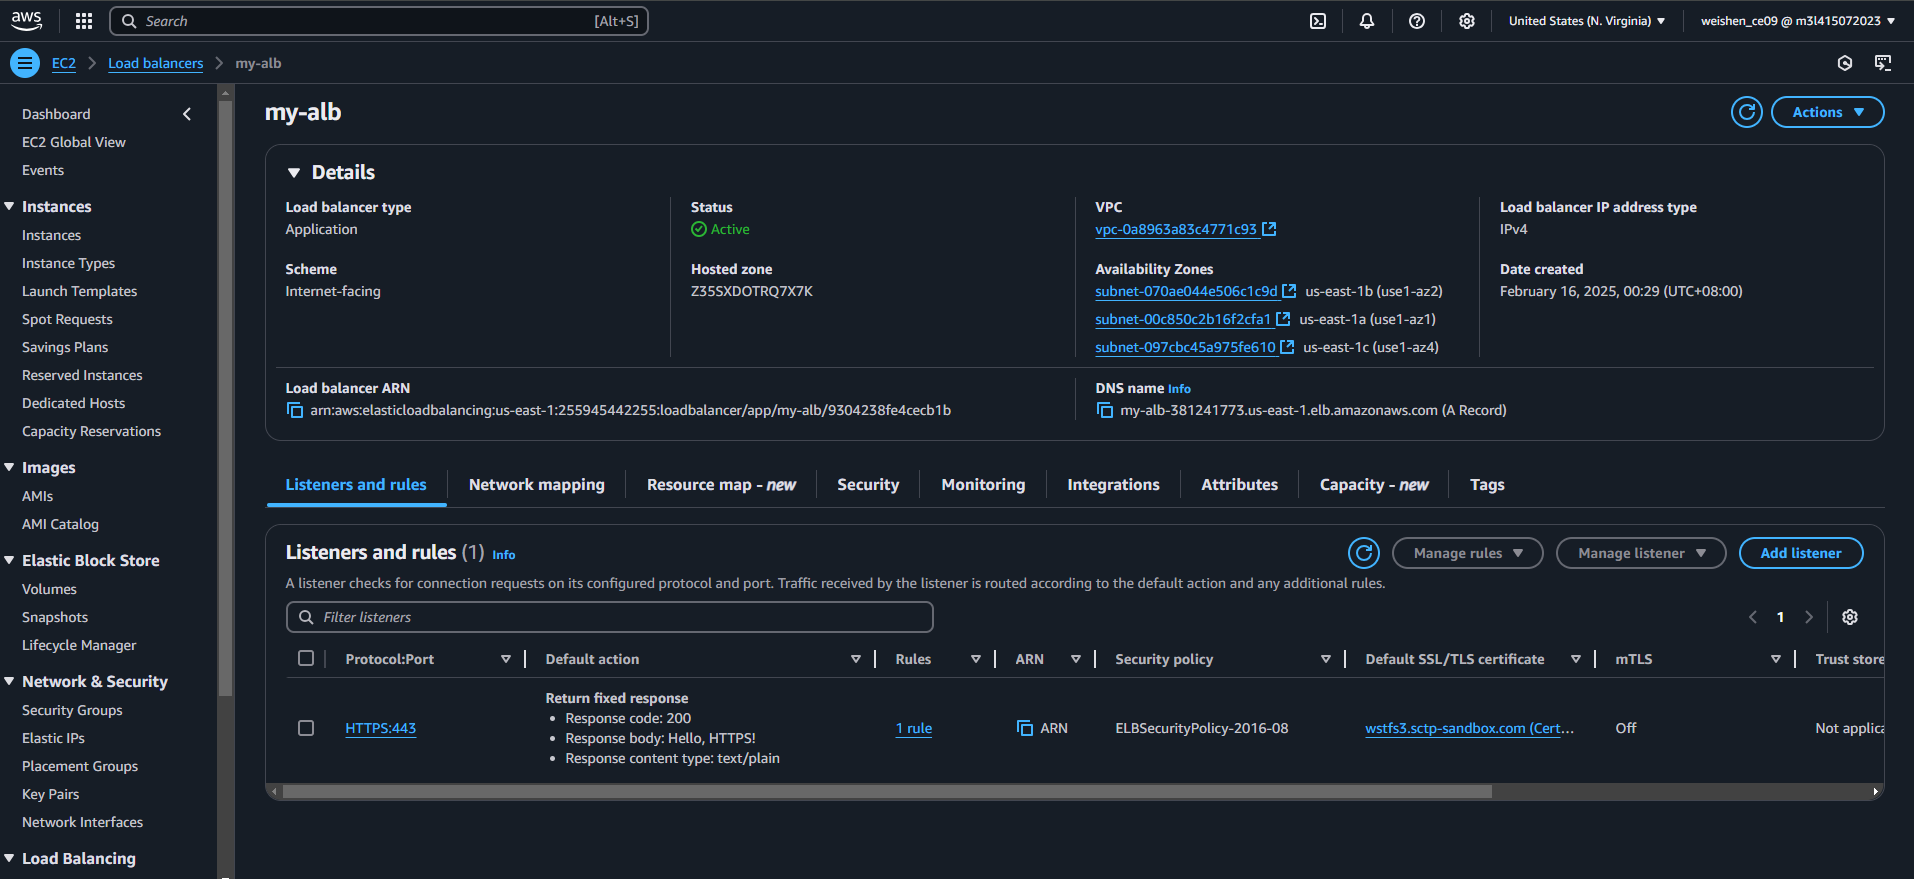 aws
Search [Alt+S]
United States (N. Virginia)
weishen_ce09 @ m3l415072023
EC2
Load balancers
my-alb
Dashboard
EC2 Global View
Events
Instances
Instances
Instance Types
Launch Templates
Spot Requests
Savings Plans
Reserved Instances
Dedicated Hosts
Capacity Reservations
Images
AMIs
AMI Catalog
Elastic Block Store
Volumes
Snapshots
Lifecycle Manager
Network & Security
Security Groups
Elastic IPs
Placement Groups
Key Pairs
Network Interfaces
Load Balancing
my-alb
Actions
Details
Load balancer type
Application
Status
Active
VPC
vpc-0a8963a83c4771c93
Load balancer IP address type
IPv4
Scheme
Internet-facing
Hosted zone
Z35SXDOTRQ7X7K
Availability Zones
subnet-070ae044e506c1c9d us-east-1b (use1-az2)
subnet-00c850c2b16f2cfa1 us-east-1a (use1-az1)
subnet-097cbc45a975fe610 us-east-1c (use1-az4)
Date created
February 16, 2025, 00:29 (UTC+08:00)
Load balancer ARN
arn:aws:elasticloadbalancing:us-east-1:255945442255:loadbalancer/app/my-alb/9304238fe4cecb1b
DNS name Info
my-alb-381241773.us-east-1.elb.amazonaws.com (A Record)
Listeners and rules
Network mapping
Resource map - new
Security
Monitoring
Integrations
Attributes
Capacity - new
Tags
Listeners and rules (1) Info
Manage rules
Manage listener
Add listener
A listener checks for connection requests on its configured protocol and port. Traffic received by the listener is routed according to the default action and any additional rules.
Filter listeners
1
Protocol:Port
Default action
Rules
ARN
Security policy
Default SSL/TLS certificate
mTLS
Trust store
HTTPS:443
Return fixed response
• Response code: 200
• Response body: Hello, HTTPS!
• Response content type: text/plain
1 rule
ARN
ELBSecurityPolicy-2016-08
wstfs3.sctp-sandbox.com (Cert...
Off
Not applica